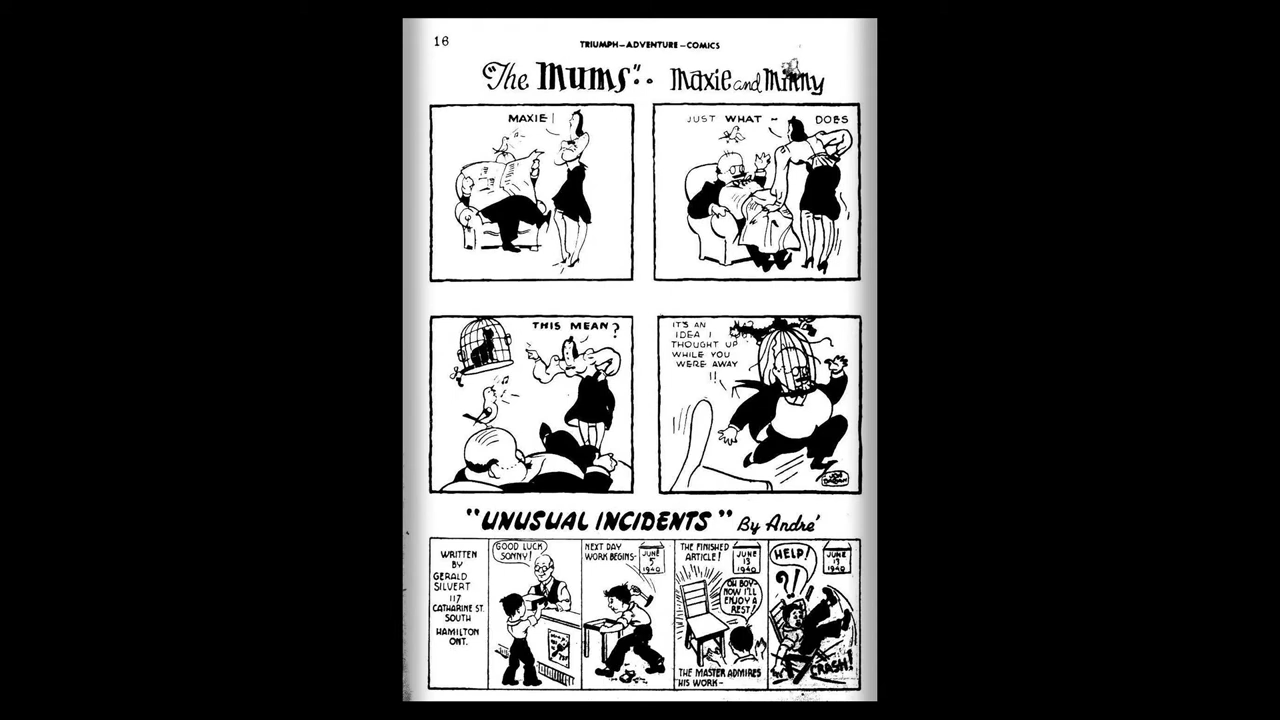 16
TRIUMPH-ADVENTURE-COMICS
"The Mums".. Maxie and Minny
MAXIE!
JUST WHAT ~ DOES
THIS MEAN?
IT'S AN
IDEA I
THOUGHT UP
WHILE YOU
WERE AWAY
!!
"UNUSUAL INCIDENTS" By André
WRITTEN
BY
GERALD
SILVERT
117
CATHARINE ST.
SOUTH
HAMILTON
ONT.
GOOD LUCK
SONNY!
NEXT DAY
WORK BEGINS-
JUNE
5
1940
THE FINISHED
ARTICLE!
JUNE
13
1940
OH BOY-
NOW I'LL
ENJOY A
REST!
THE MASTER ADMIRES
HIS WORK-
HELP!
?!
JUNE
13
1940
CRASH!